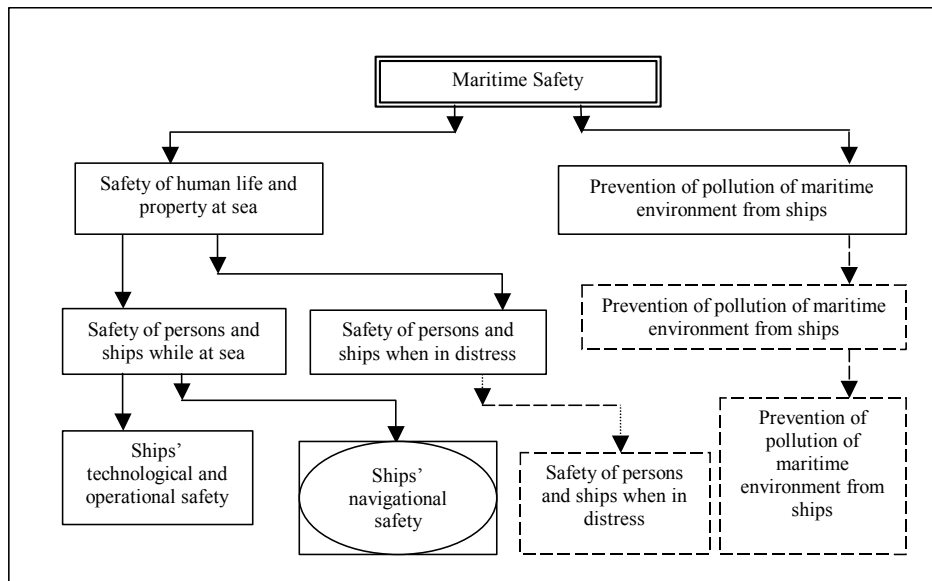 Maritime Safety
Safety of human life and
property at sea
Prevention of pollution of maritime
environment from ships
Prevention of pollution of maritime
environment from ships
Safety of persons and
ships while at sea
Safety of persons and
ships when in distress
Ships’
technological and
operational safety
Ships’
navigational
safety
Safety of persons
and ships when in
distress
Prevention of
pollution of
maritime
environment from
ships